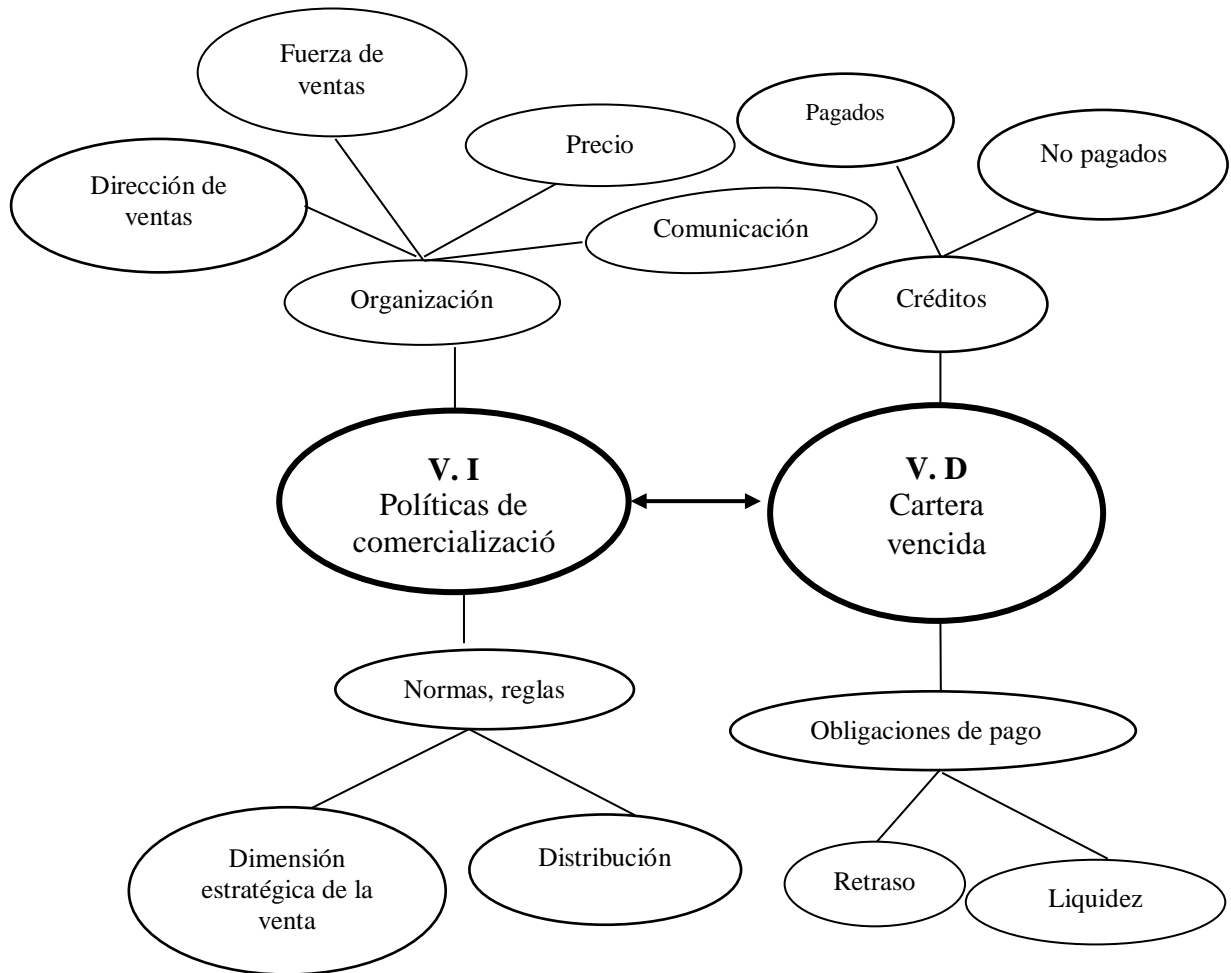 Fuerza de
ventas
Pagados
Precio
No pagados
Dirección de
ventas
Comunicación
Organización
Créditos
V. I
Políticas de
comercializació
V. D
Cartera
vencida
Normas, reglas
Obligaciones de pago
Dimensión
estratégica de la
venta
Distribución
Retraso
Liquidez